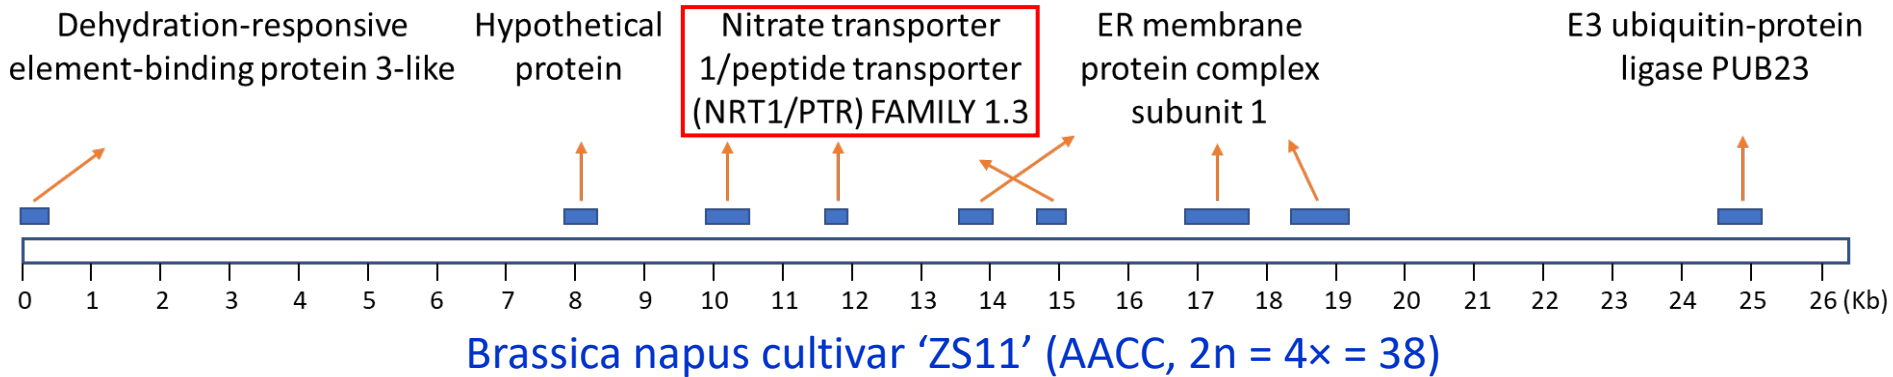 Dehydration-responsive
element-binding protein 3-like
Hypothetical
protein
Nitrate transporter
1/peptide transporter
(NRT1/PTR) FAMILY 1.3
ER membrane
protein complex
subunit 1
E3 ubiquitin-protein
ligase PUB23
0 1 2 3 4 5 6 7 8 9 10 11 12 13 14 15 16 17 18 19 20 21 22 23 24 25 26 (Kb)
Brassica napus cultivar ‘ZS11’ (AACC, 2n = 4× = 38)